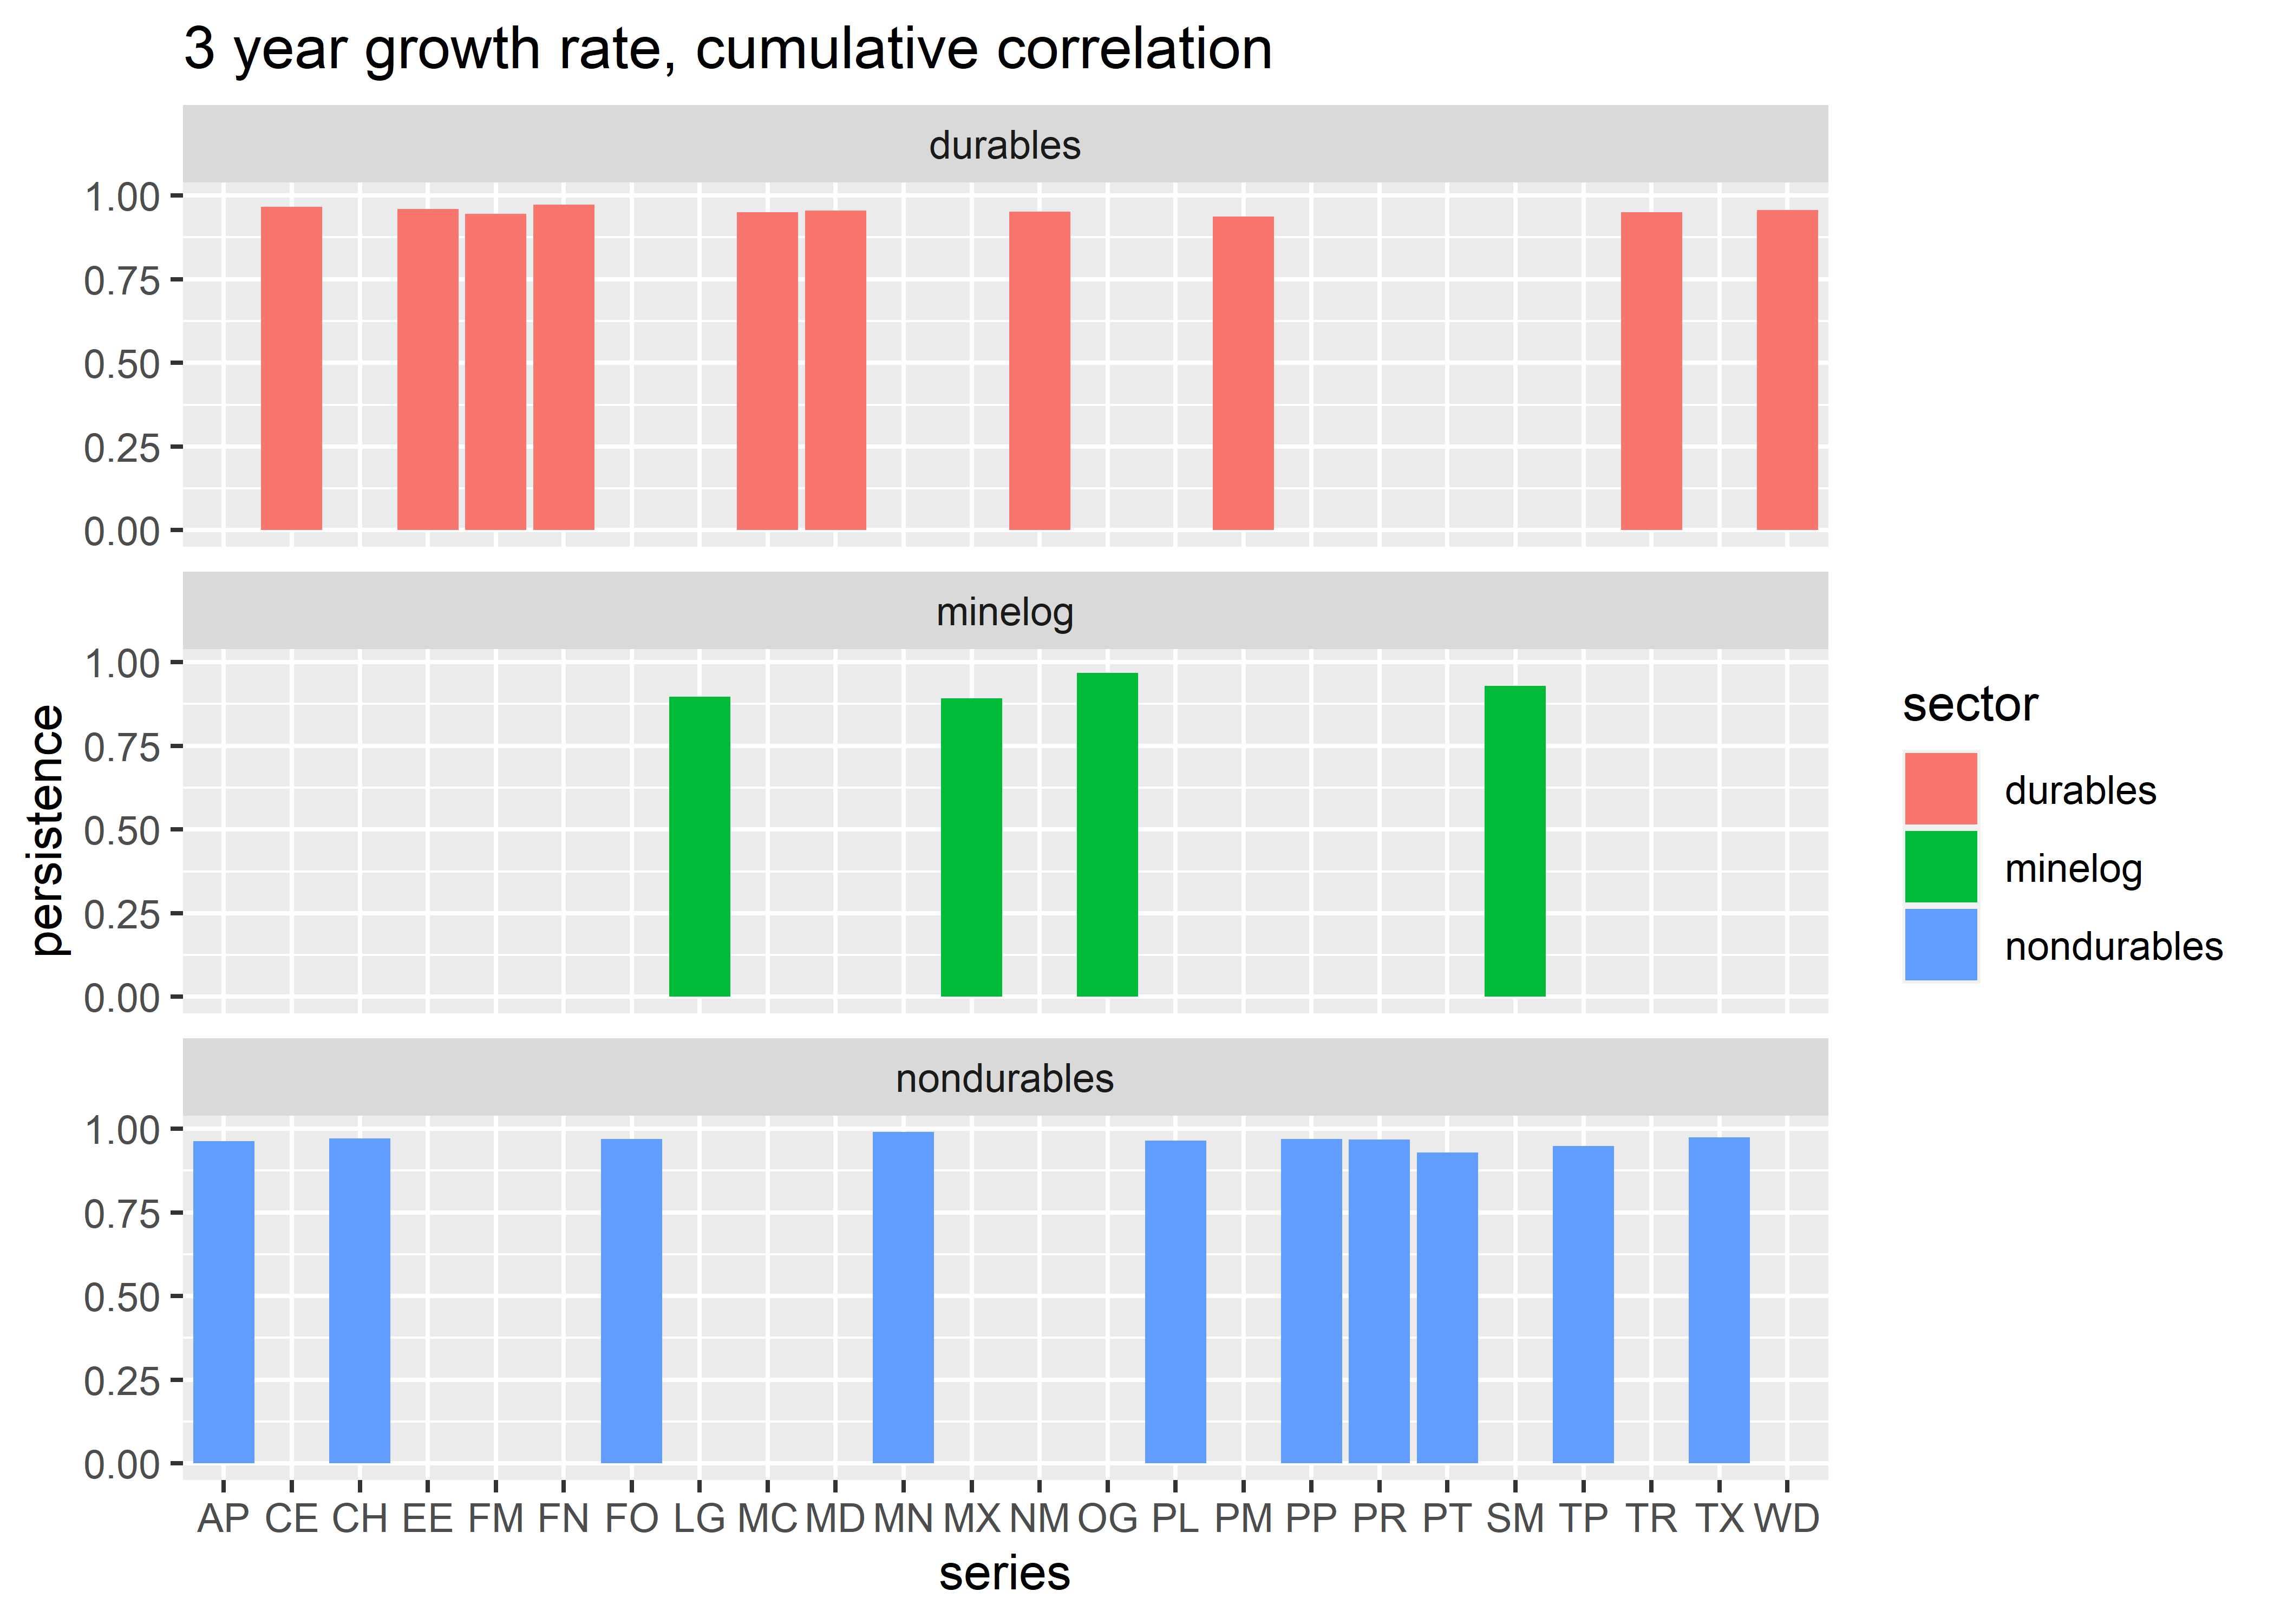 3 year growth rate, cumulative correlation
durables
1.00
0.75
0.50
0.25
0.00
minelog
1.00
0.75
0.50
0.25
0.00
nondurables
1.00
0.75
0.50
0.25
0.00
AP CE CH EE FM FN FO LG MC MD MN MX NM OG PL PM PP PR PT SM TP TR TX WD
series
persistence
sector
durables
minelog
nondurables